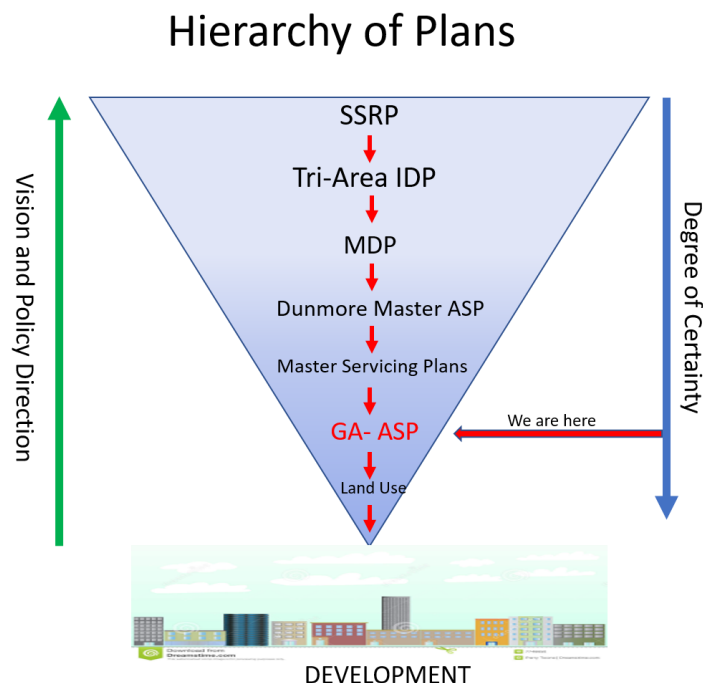 Hierarchy of Plans
SSRP
Tri-Area IDP
MDP
Dunmore Master ASP
Master Servicing Plans
GA- ASP
We are here
Land Use
Vision and Policy Direction
Degree of Certainty
Download from
Dreamstime.com
DEVELOPMENT